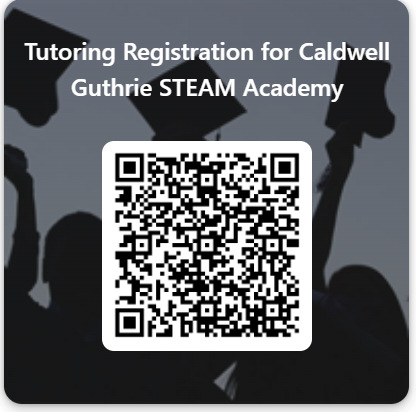 Tutoring Registration for Caldwell
Guthrie STEAM Academy